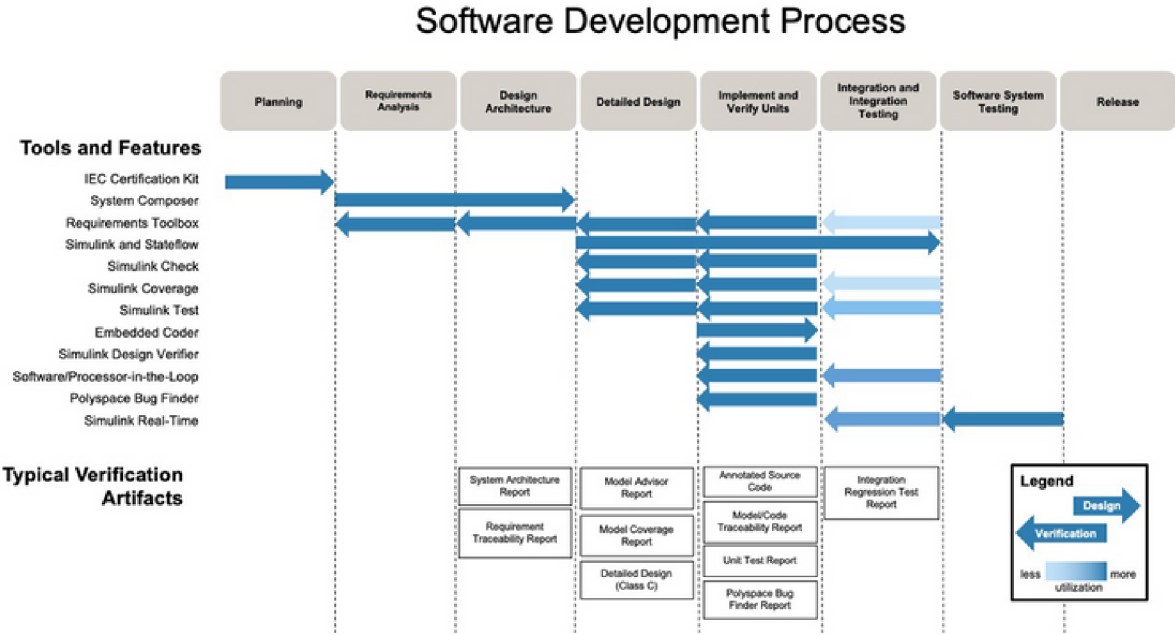 Software Development Process
Planning
Requirements
Analysis
Design
Architecture
Detailed Design
Implement and
Verify Units
Integration and
Integration
Testing
Software System
Testing
Release
Tools and Features
IEC Certification Kit
System Composer
Requirements Toolbox
Simulink and Stateflow
Simulink Check
Simulink Coverage
Simulink Test
Embedded Coder
Simulink Design Verifier
Software/Processor-in-the-Loop
Polyspace Bug Finder
Simulink Real-Time
Typical Verification
Artifacts
System Architecture
Report
Requirement
Traceability Report
Model Advisor
Report
Model Coverage
Report
Detailed Design
(Class C)
Annotated Source
Code
Model/Code
Traceability Report
Unit Test Report
Polyspace Bug
Finder Report
Integration
Regression Test
Report
Legend
Design
Verification
less more
utilization